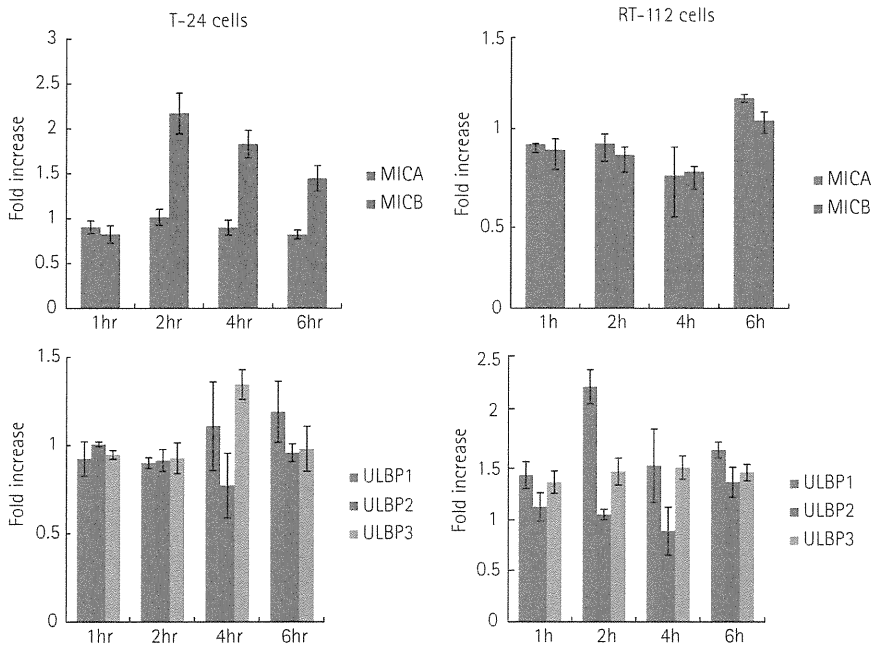 T-24 cells
3
2.5
2
1.5
1
0.5
0
Fold increase
1hr 2hr 4hr 6hr
MICA
MICB
RT-112 cells
1.5
1
0.5
0
Fold increase
1h 2h 4h 6h
MICA
MICB
1.5
1
0.5
0
Fold increase
1hr 2hr 4hr 6hr
ULBP1
ULBP2
ULBP3
2.5
2
1.5
1
0.5
0
Fold increase
1h 2h 4h 6h
ULBP1
ULBP2
ULBP3